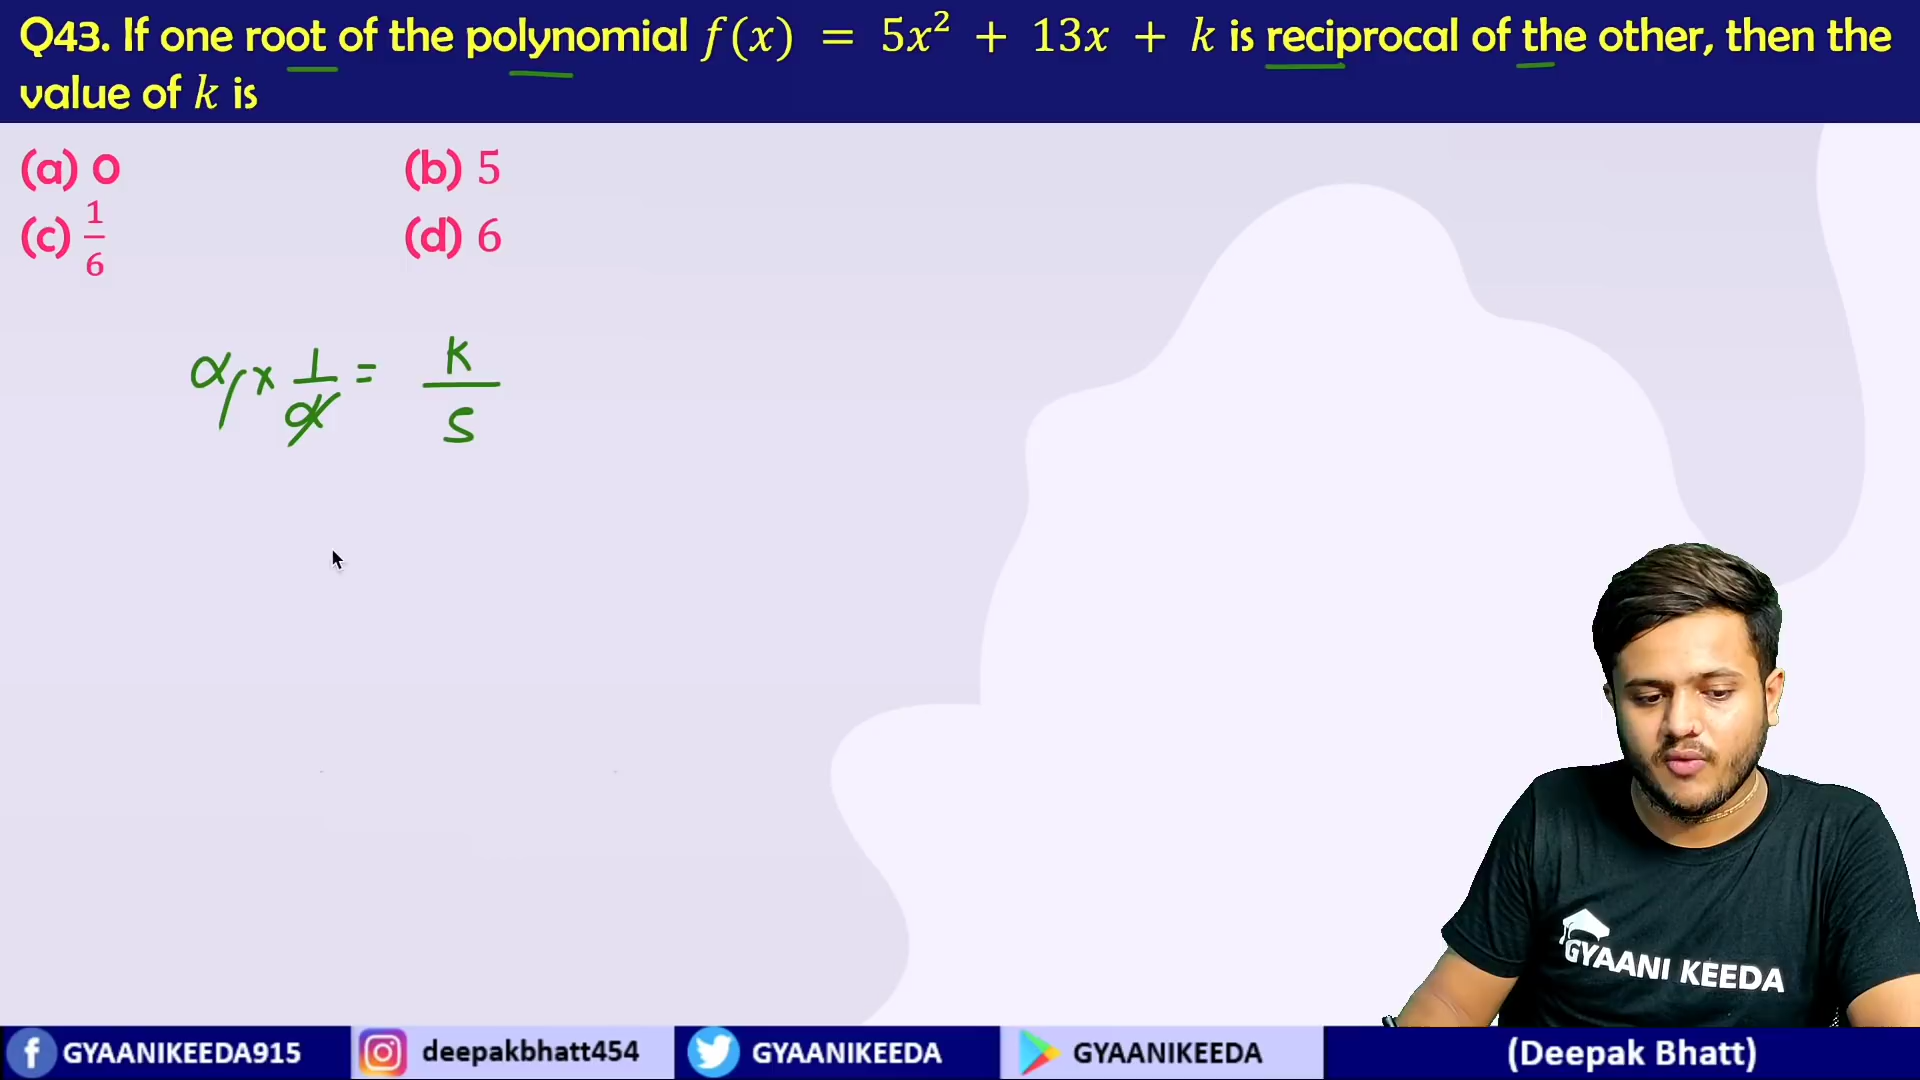 Q43. If one root of the polynomial f(x) = 5x² + 13x + k is reciprocal of the other, then the
value of k is
(a) 0 (b) 5
(c) 1/6 (d) 6
α × 1/α = k/5
GYAANI KEEDA
GYAANIKEEDA915 deepakbhatt454 GYAANIKEEDA GYAANIKEEDA (Deepak Bhatt)